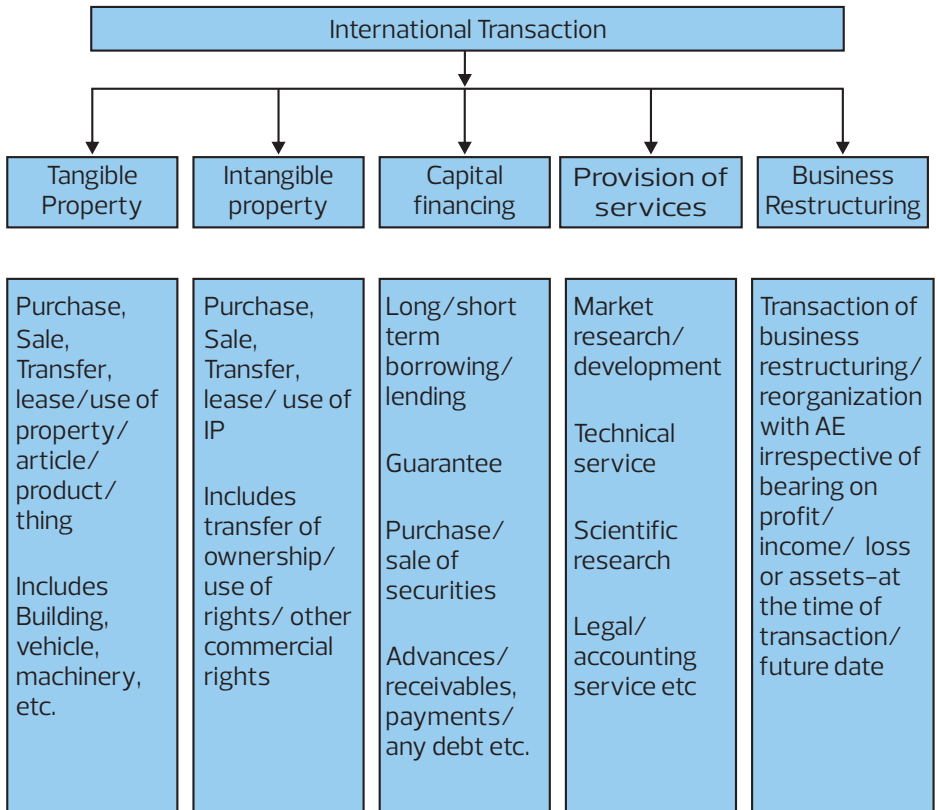 International Transaction
Tangible
Property
Intangible
property
Capital
financing
Provision of
services
Business
Restructuring
Purchase,
Sale,
Transfer,
lease/use of
property/
article/
product/
thing
Includes
Building,
vehicle,
machinery,
etc.
Purchase,
Sale,
Transfer,
lease/ use of
IP
Includes
transfer of
ownership/
use of
rights/ other
commercial
rights
Long/short
term
borrowing/
lending
Guarantee
Purchase/
sale of
securities
Advances/
receivables,
payments/
any debt etc.
Market
research/
development
Technical
service
Scientific
research
Legal/
accounting
service etc
Transaction of
business
restructuring/
reorganization
with AE
irrespective of
bearing on
profit/
income/ loss
or assets-at
the time of
transaction/
future date